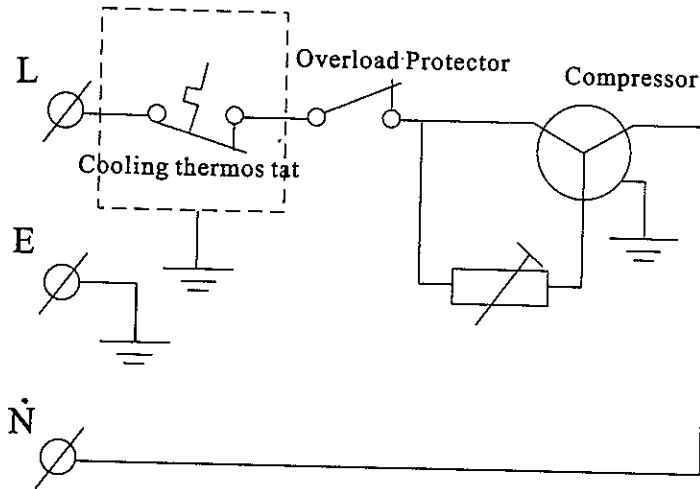 L
Overload Protector
Compressor
Cooling thermos tat
E
N